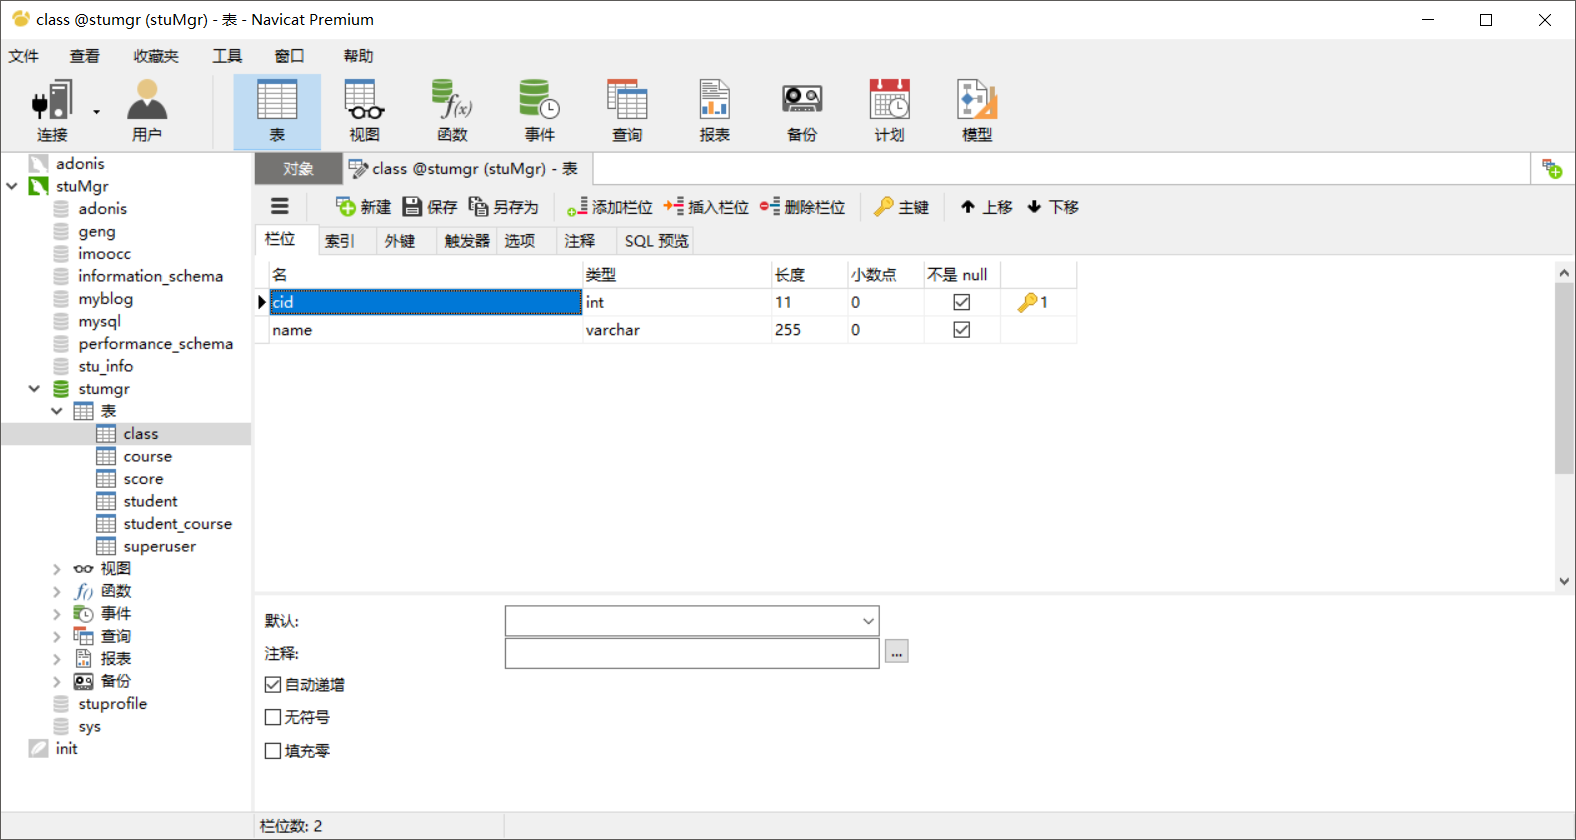 class @stumgr (stuMgr) - 表 - Navicat Premium
文件 查看 收藏夹 工具 窗口 帮助
连接 用户 表 视图 函数 事件 查询 报表 备份 计划 模型
adonis
stuMgr
adonis
geng
imoocc
information_schema
myblog
mysql
performance_schema
stu_info
stumgr
表
class
course
score
student
student_course
superuser
视图
函数
事件
查询
报表
备份
stuprofile
sys
init
对象 class @stumgr (stuMgr) - 表
新建 保存 另存为 添加栏位 插入栏位 删除栏位 主键 上移 下移
栏位 索引 外键 触发器 选项 注释 SQL 预览
名 类型 长度 小数点 不是 null
cid int 11 0 1
name varchar 255 0
默认:
注释: ...
自动递增
无符号
填充零
栏位数: 2